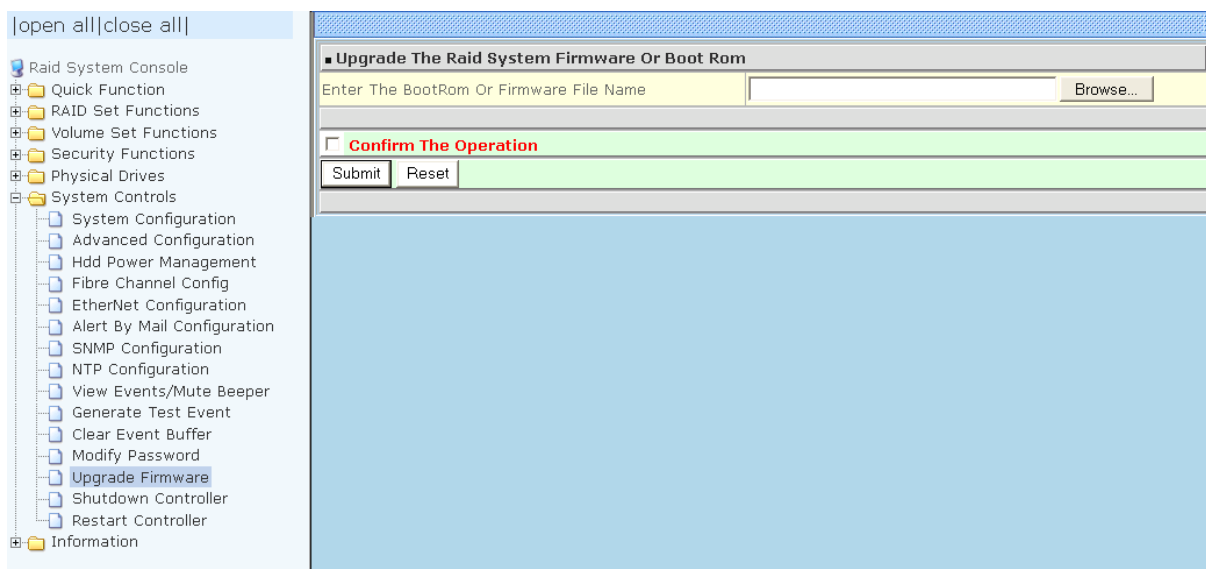 |open all|close all|
Raid System Console
Quick Function
RAID Set Functions
Volume Set Functions
Security Functions
Physical Drives
System Controls
System Configuration
Advanced Configuration
Hdd Power Management
Fibre Channel Config
EtherNet Configuration
Alert By Mail Configuration
SNMP Configuration
NTP Configuration
View Events/Mute Beeper
Generate Test Event
Clear Event Buffer
Modify Password
Upgrade Firmware
Shutdown Controller
Restart Controller
Information
Upgrade The Raid System Firmware Or Boot Rom
Enter The BootRom Or Firmware File Name
Browse...
Confirm The Operation
Submit
Reset